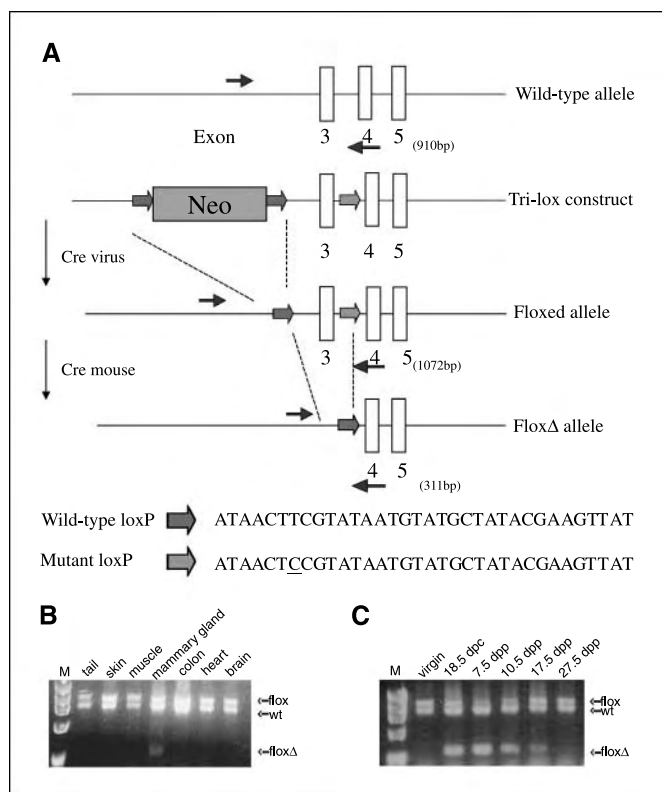 A
Wild-type allele
Exon 3 4 5 (910bp)
Neo
Tri-lox construct
3 4 5
Cre virus
Floxed allele
3 4 5 (1072bp)
Cre mouse
FloxΔ allele
4 5
(311bp)
Wild-type loxP ATAACTTCGTATAATGTATGCTATACGAAGTTAT
Mutant loxP ATAACTCCGTATAATGTATGCTATACGAAGTTAT
B
M tail skin muscle mammary gland colon heart brain
flox
wt
floxΔ
C
M virgin 18.5 dpc 7.5 dpp 10.5 dpp 17.5 dpp 27.5 dpp
flox
wt
floxΔ